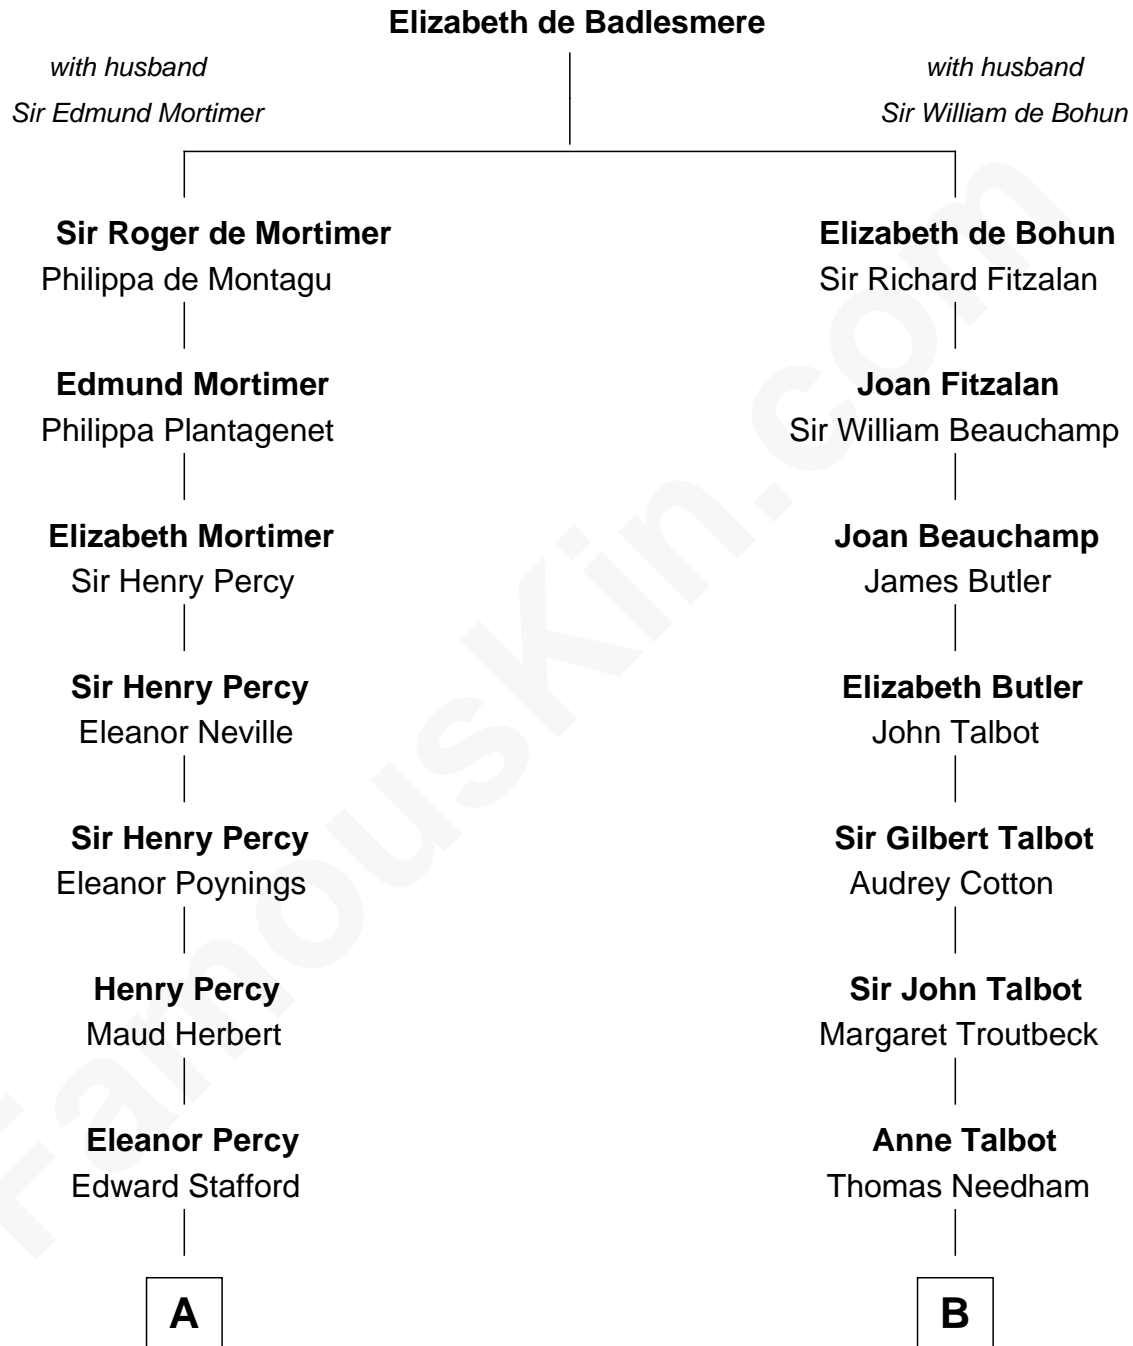 Elizabeth de Badlesmere
with husband
Sir Edmund Mortimer
with husband
Sir William de Bohun
Sir Roger de Mortimer
Philippa de Montagu
Elizabeth de Bohun
Sir Richard Fitzalan
Edmund Mortimer
Philippa Plantagenet
Joan Fitzalan
Sir William Beauchamp
Elizabeth Mortimer
Sir Henry Percy
Joan Beauchamp
James Butler
Sir Henry Percy
Eleanor Neville
Elizabeth Butler
John Talbot
Sir Henry Percy
Eleanor Poynings
Sir Gilbert Talbot
Audrey Cotton
Henry Percy
Maud Herbert
Sir John Talbot
Margaret Troutbeck
Eleanor Percy
Edward Stafford
Anne Talbot
Thomas Needham
A
B
FamousKin.com